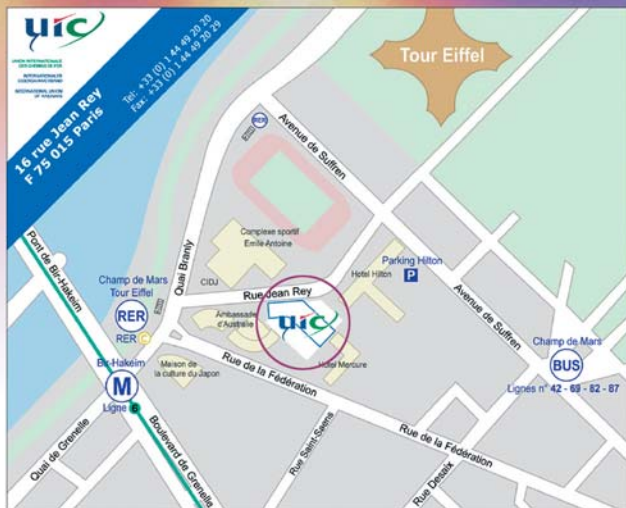 uic
UNION INTERNATIONALE
DES CHEMINS DE FER
INTERNATIONALER
EISENBAHNVERBAND
INTERNATIONAL UNION
OF RAILWAYS
16 rue Jean Rey
F 75 015 Paris
Tel: +33 (0) 1 44 49 20 20
Fax: +33 (0) 1 44 49 20 29
Tour Eiffel
RER
Avenue de Suffren
Complexe sportif
Emile Antoine
Pont de Bir-Hakeim
Quai Branly
Parking Hilton
P
Hotel Hilton
Champ de Mars
Tour Eiffel
RER
RER C
CIDJ
Rue Jean Rey
Ambassade
d'Australie
uic
Hotel Mercure
Avenue de Suffren
Champ de Mars
BUS
Lignes n° 42 - 69 - 82 - 87
Bir-Hakeim
M
Ligne 6
Maison de
la culture du Japon
Rue de la Fédération
Quai de Grenelle
Boulevard de Grenelle
Rue Saint-Saens
Rue de la Fédération
Rue Desaix